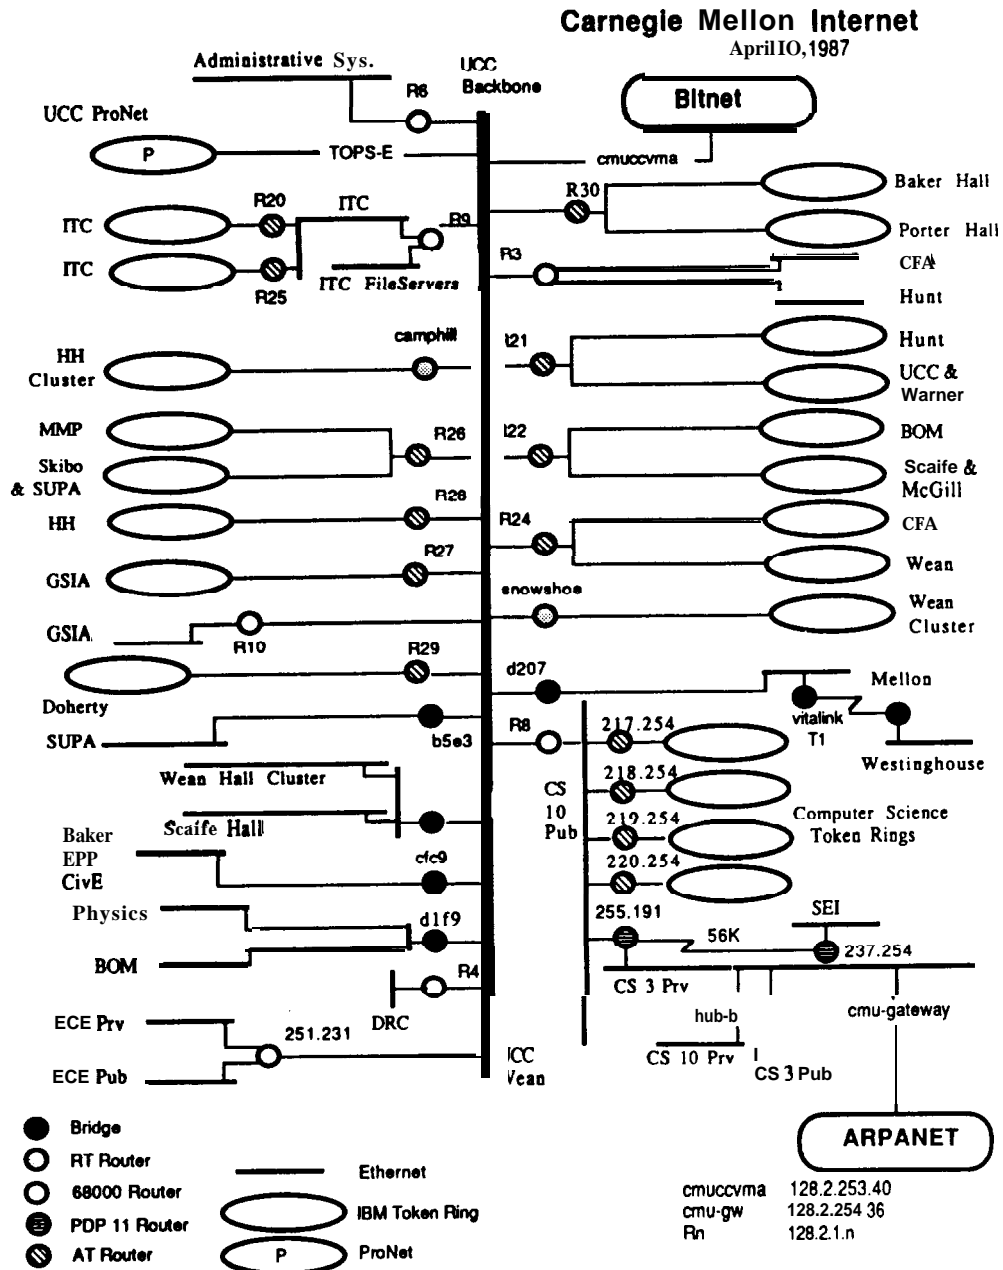 Carnegie Mellon Internet
April IO, 1987
Administrative Sys.
UCC
Backbone
R6
Bitnet
UCC ProNet
P
TOPS-E
cmuccvma
R20
ITC
R9
R30
Baker Hall
ITC
Porter Hall
ITC
R3
CFA
R25
ITC FileServers
Hunt
camphill
HH
Cluster
Hunt
UCC &
Warner
MMP
R26
BOM
Skibo
& SUPA
Scaife &
McGill
R28
HH
R24
CFA
R27
GSIA
Wean
snowshoe
GSIA
R10
Wean
Cluster
R29
d207
Doherty
Mellon
vitalink
T1
SUPA
b5e3
R8
217.254
Westinghouse
Wean Hall Cluster
CS
10
Pub
218.254
Computer Science
Token Rings
Scaife Hall
219.254
Baker
EPP
CivE
cfc9
220.254
Physics
d1f9
255.191
SEI
BOM
56K
237.254
R4
CS 3 Prv
DRC
hub-b
cmu-gateway
ECE Prv
251.231
CS 10 Prv
CS 3 Pub
ECE Pub
Bridge
RT Router
68000 Router
PDP 11 Router
AT Router
Ethernet
IBM Token Ring
P
ProNet
ARPANET
cmuccvma 128.2.253.40
cmu-gw 128.2.254 36
Rn 128.2.1.n